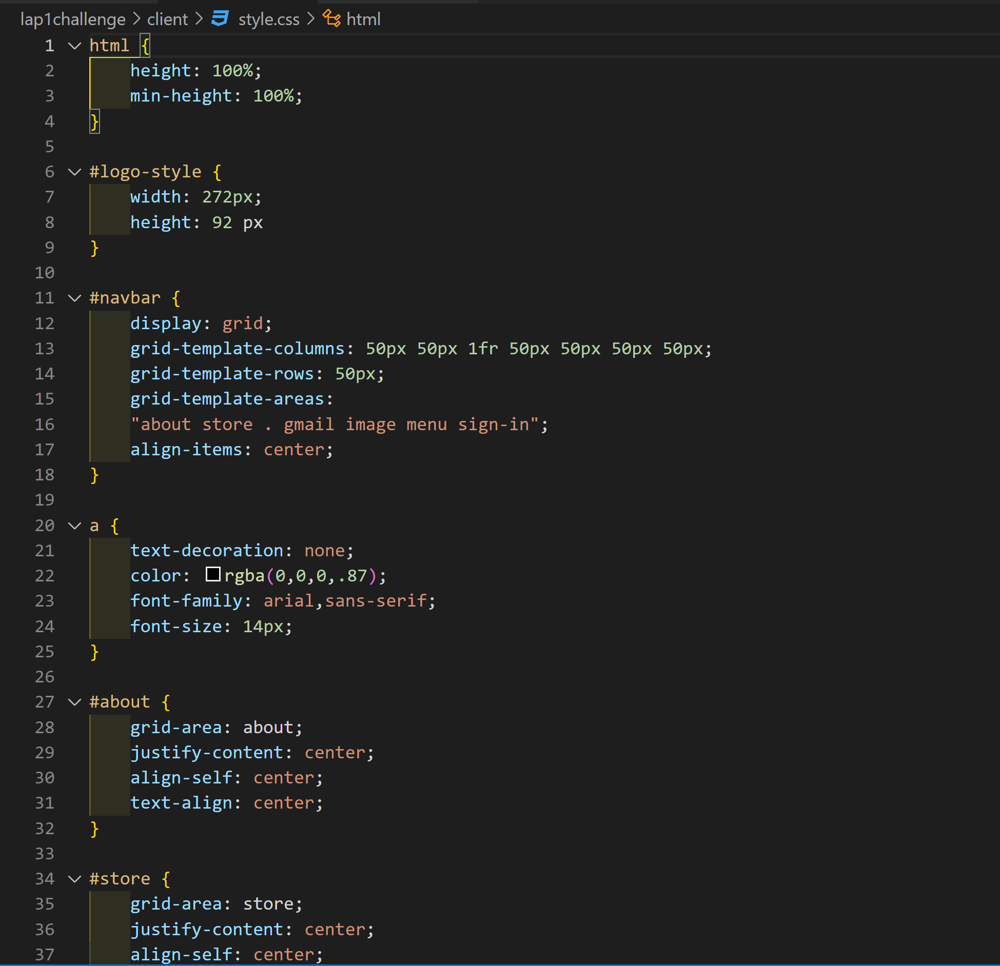 lap1challenge > client > style.css > html
1 html {
2     height: 100%;
3     min-height: 100%;
4 }
5
6 #logo-style {
7     width: 272px;
8     height: 92 px
9 }
10
11 #navbar {
12     display: grid;
13     grid-template-columns: 50px 50px 1fr 50px 50px 50px 50px;
14     grid-template-rows: 50px;
15     grid-template-areas:
16     "about store . gmail image menu sign-in";
17     align-items: center;
18 }
19
20 a {
21     text-decoration: none;
22     color: rgba(0,0,0,.87);
23     font-family: arial,sans-serif;
24     font-size: 14px;
25 }
26
27 #about {
28     grid-area: about;
29     justify-content: center;
30     align-self: center;
31     text-align: center;
32 }
33
34 #store {
35     grid-area: store;
36     justify-content: center;
37     align-self: center;